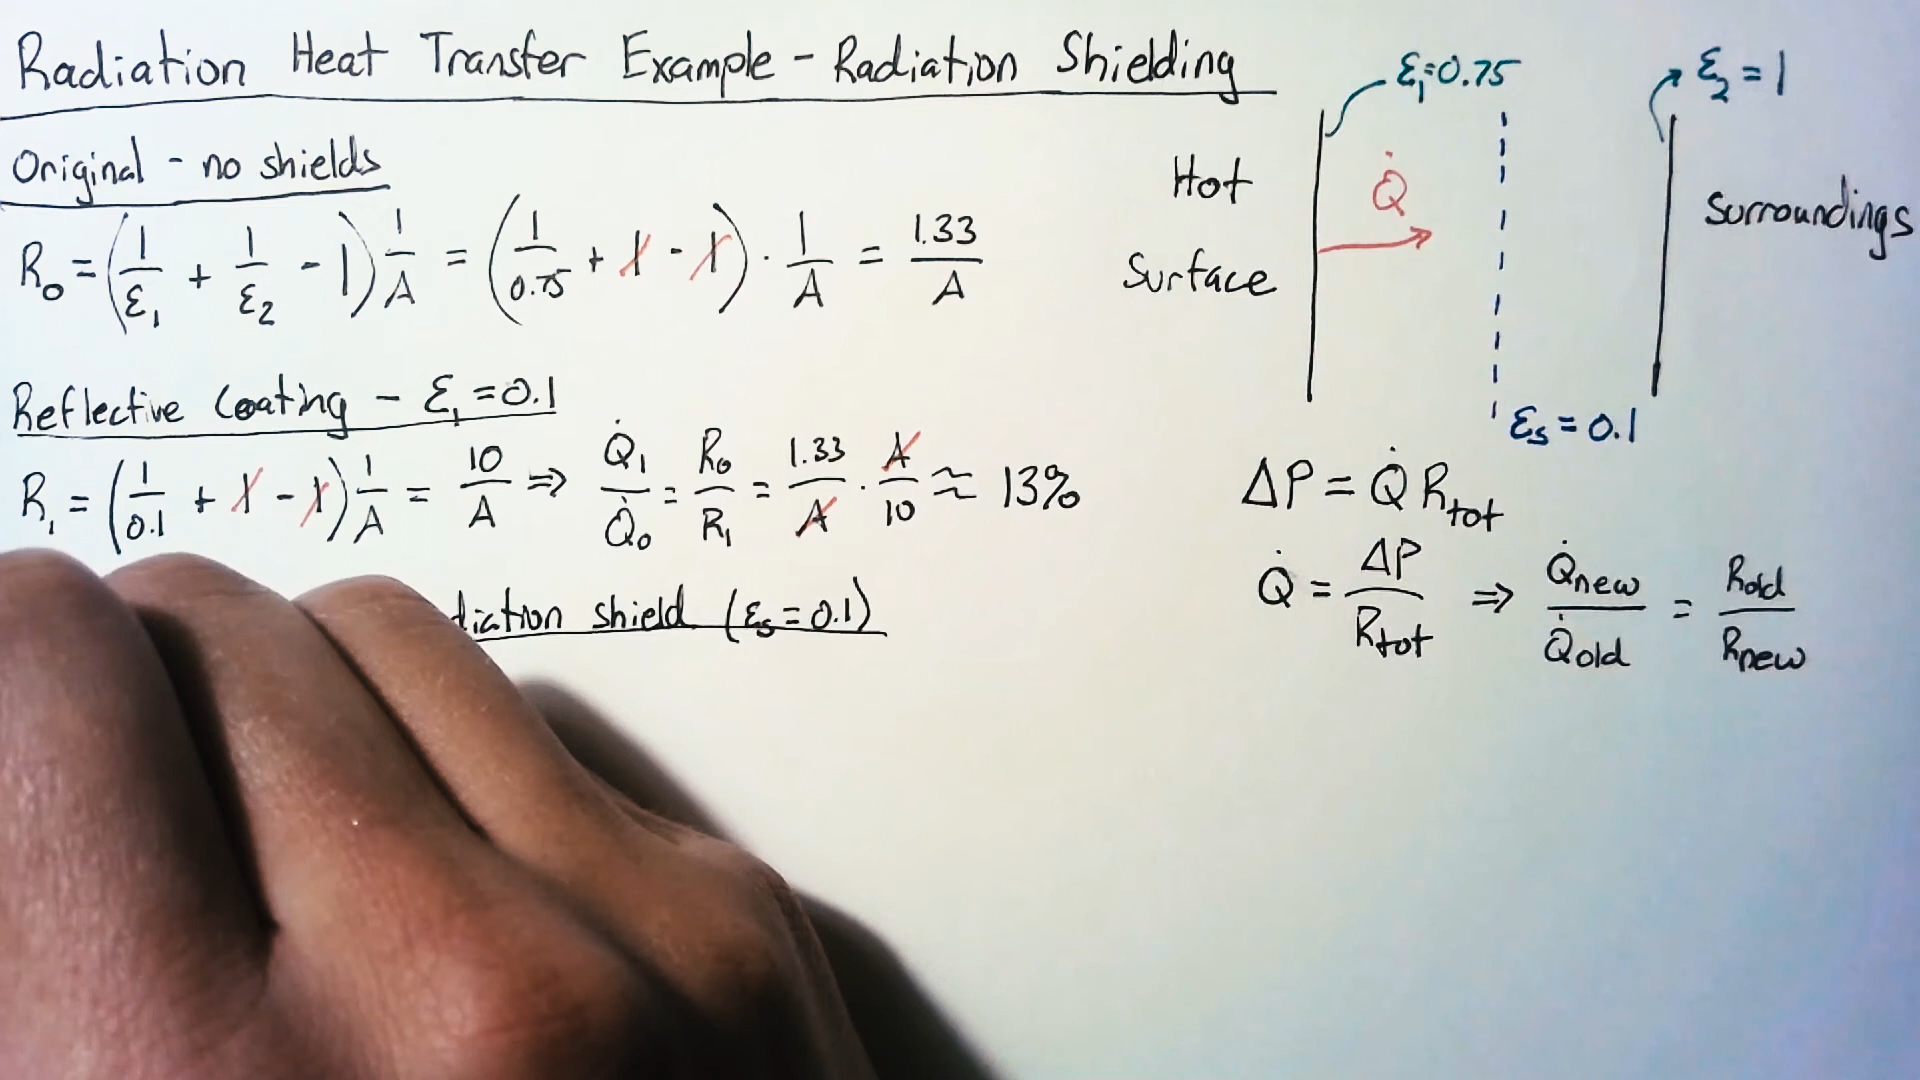 Radiation Heat Transfer Example - Radiation Shielding
Original - no shields
R₀ = (1/ε₁ + 1/ε₂ - 1) 1/A = (1/0.75 + 1 - 1) · 1/A = 1.33/A
Reflective Coating - ε₁ = 0.1
R₁ = (1/0.1 + 1 - 1) 1/A = 10/A ⇒ Q̇₁/Q̇₀ = R₀/R₁ = 1.33/A · A/10 ≈ 13%
shield (εs = 0.1)
ε₁ = 0.75
ε₂ = 1
Hot
Surface
Q̇
Surroundings
εs = 0.1
ΔP = Q̇ Rtot
Q̇ = ΔP/Rtot ⇒ Q̇new/Q̇old = Rold/Rnew